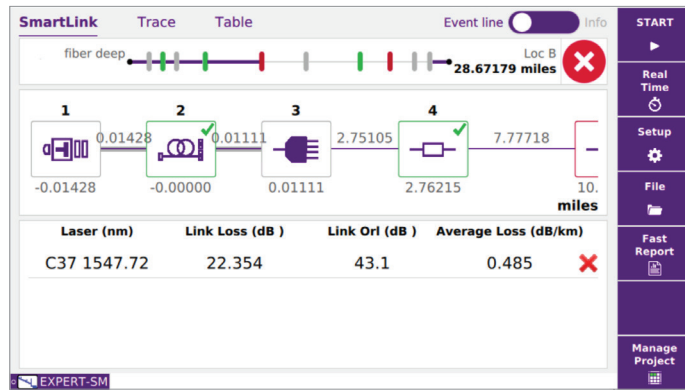 SmartLink Trace Table Event line Info
fiber deep
Loc B
28.67179 miles
1 2 3 4
0.01428 0.01111 2.75105 7.77718
-0.01428 -0.00000 0.01111 2.76215 10.
miles
Laser (nm) Link Loss (dB ) Link Orl (dB ) Average Loss (dB/km)
C37 1547.72 22.354 43.1 0.485
EXPERT-SM
START
Real
Time
Setup
File
Fast
Report
Manage
Project